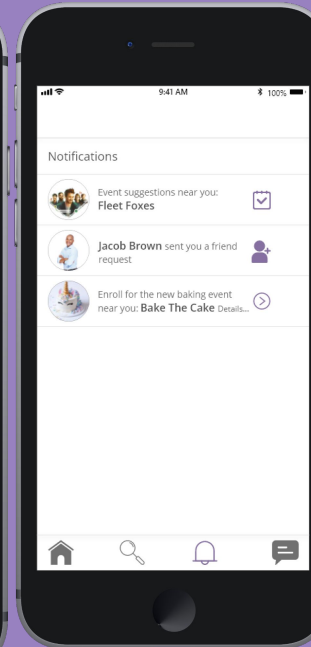 9:41 AM
100%
Notifications
Event suggestions near you:
Fleet Foxes
Jacob Brown sent you a friend
request
Enroll for the new baking event
near you: Bake The Cake Details...